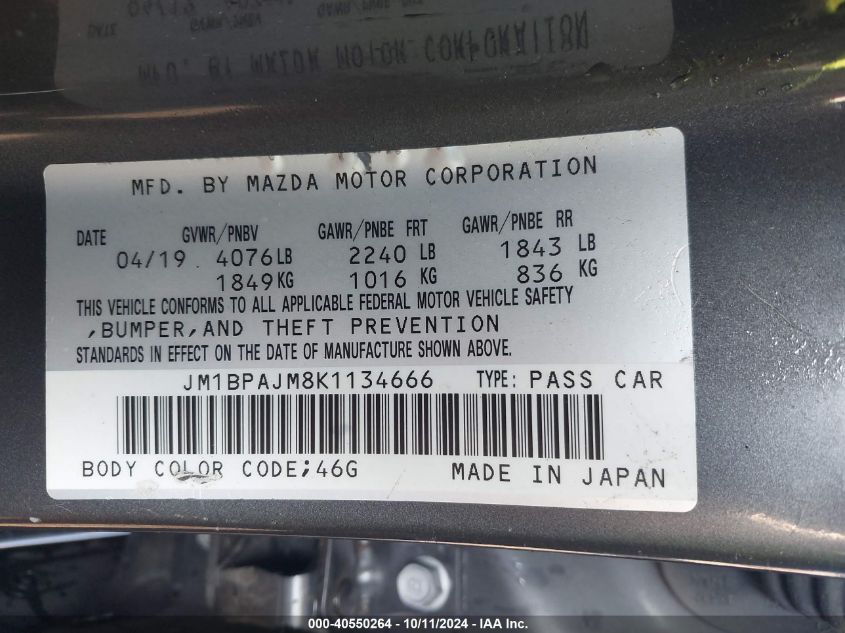 MFD. BY MAZDA MOTOR CORPORATION
DATE GVWR/PNBV GAWR/PNBE FRT GAWR/PNBE RR
04/19 4076LB 2240 LB 1843 LB
1849KG 1016 KG 836 KG
THIS VEHICLE CONFORMS TO ALL APPLICABLE FEDERAL MOTOR VEHICLE SAFETY
,BUMPER,AND THEFT PREVENTION
STANDARDS IN EFFECT ON THE DATE OF MANUFACTURE SHOWN ABOVE.
JM1BPAJM8K1134666 TYPE: PASS CAR
BODY COLOR CODE;46G MADE IN JAPAN
000-40550264 - 10/11/2024 - IAA Inc.